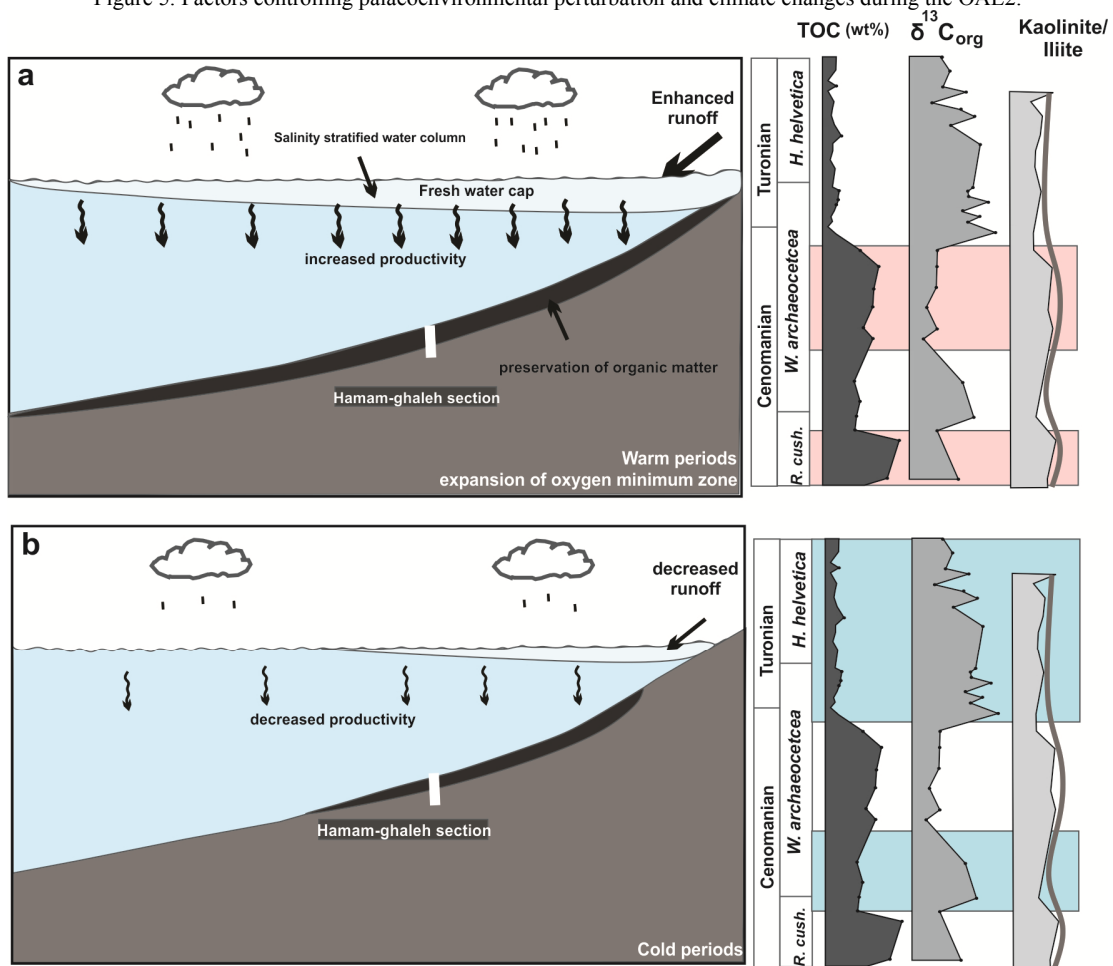 Figure 5. Factors controlling palaeoenvironmental perturbation and climate changes during the OAE2.
TOC (wt%)
δ13Corg
Kaolinite/
Iliite
a
Enhanced
runoff
Salinity stratified water column
Fresh water cap
increased productivity
preservation of organic matter
Hamam-ghaleh section
Warm periods
expansion of oxygen minimum zone
Turonian
Cenomanian
H. helvetica
W. archaeocetcea
R. cush.
b
decreased
runoff
decreased productivity
Hamam-ghaleh section
Cold periods
Turonian
Cenomanian
H. helvetica
W. archaeocetcea
R. cush.